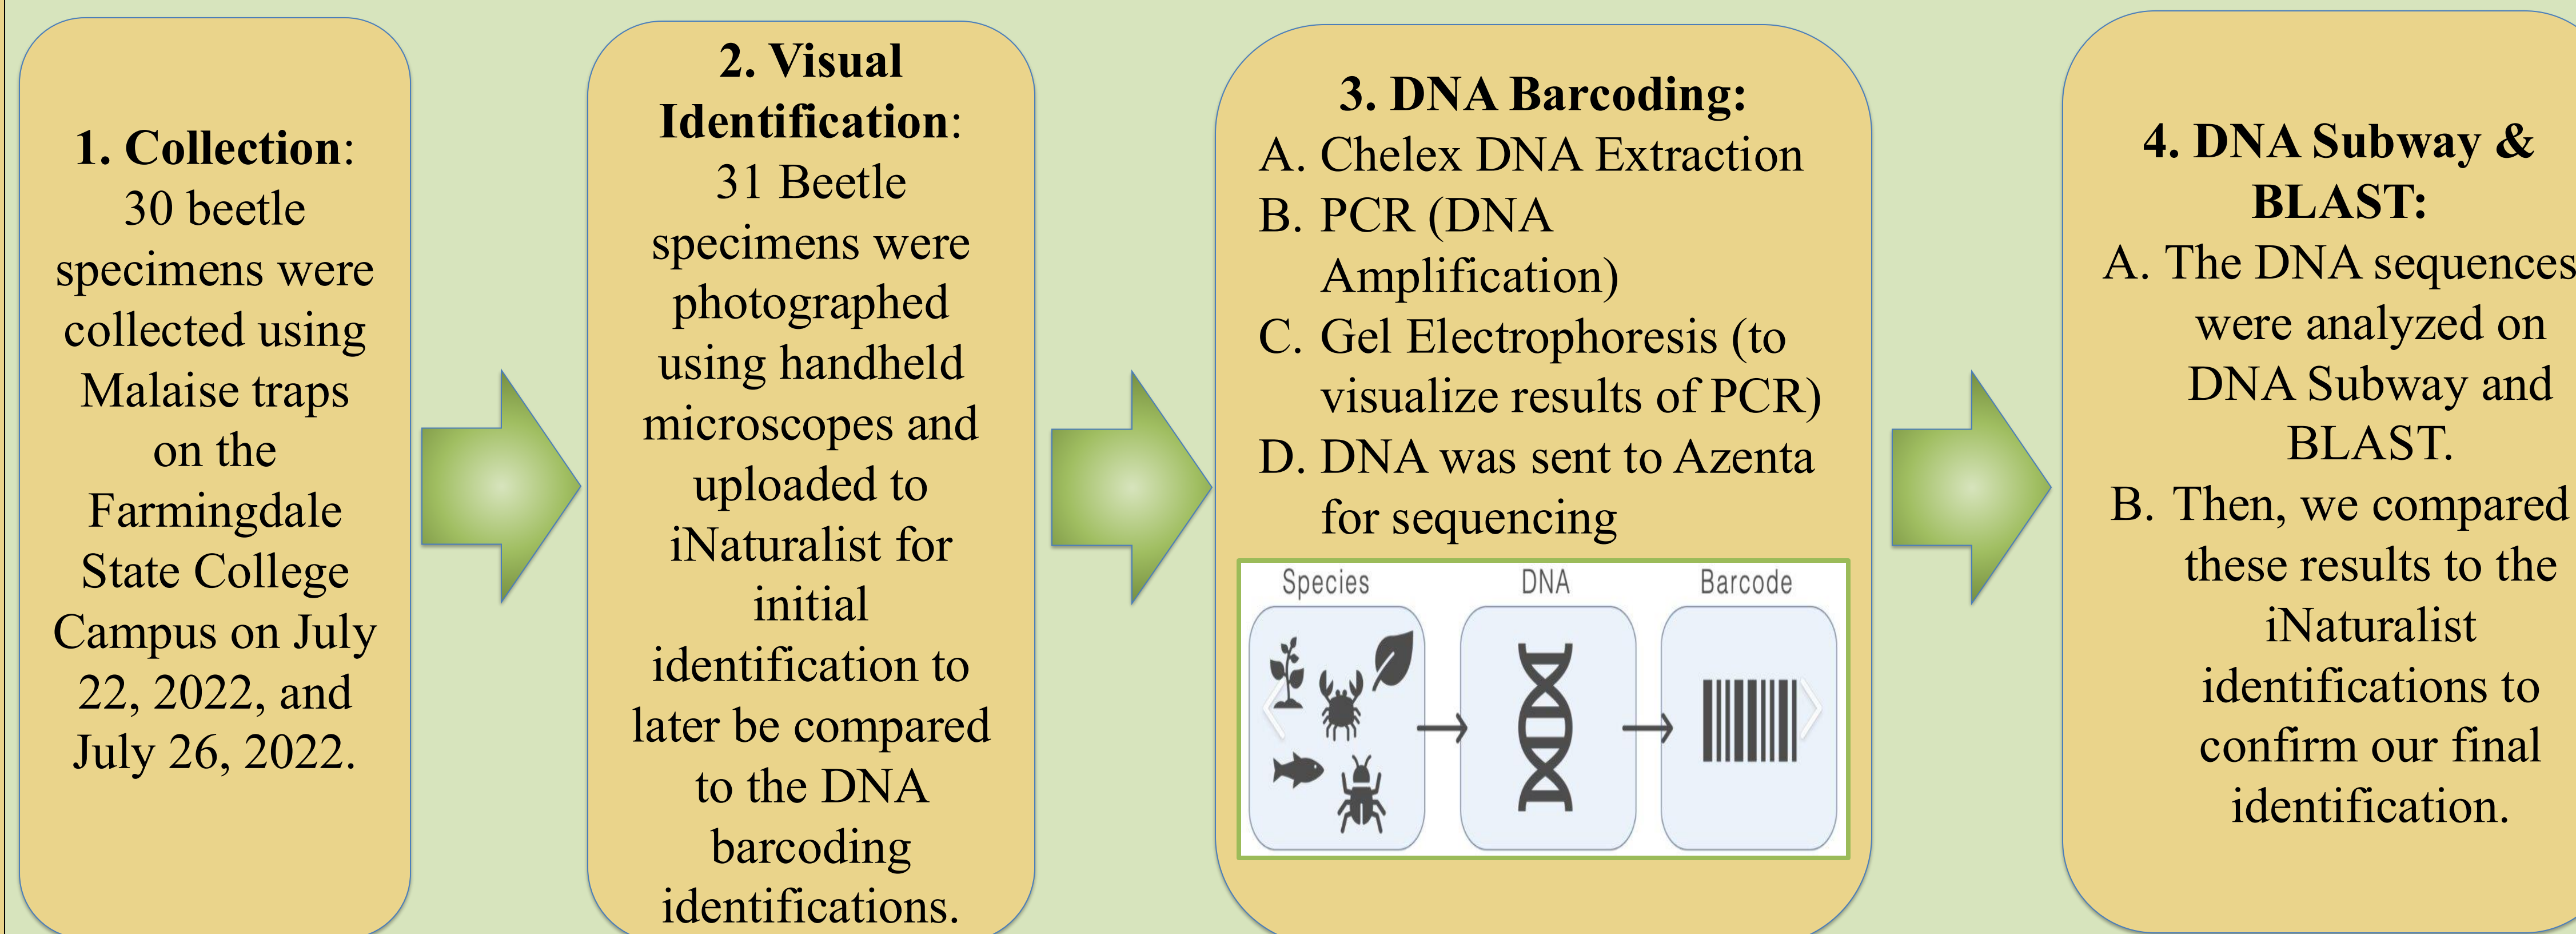 1. Collection:
30 beetle
specimens were
collected using
Malaise traps
on the
Farmingdale
State College
Campus on July
22, 2022, and
July 26, 2022.
2. Visual
Identification:
31 Beetle
specimens were
photographed
using handheld
microscopes and
uploaded to
iNaturalist for
initial
identification to
later be compared
to the DNA
barcoding
identifications.
3. DNA Barcoding:
A. Chelex DNA Extraction
B. PCR (DNA
Amplification)
C. Gel Electrophoresis (to
visualize results of PCR)
D. DNA was sent to Azenta
for sequencing
Species
DNA
Barcode
4. DNA Subway &
BLAST:
A. The DNA sequences
were analyzed on
DNA Subway and
BLAST.
B. Then, we compared
these results to the
iNaturalist
identifications to
confirm our final
identification.